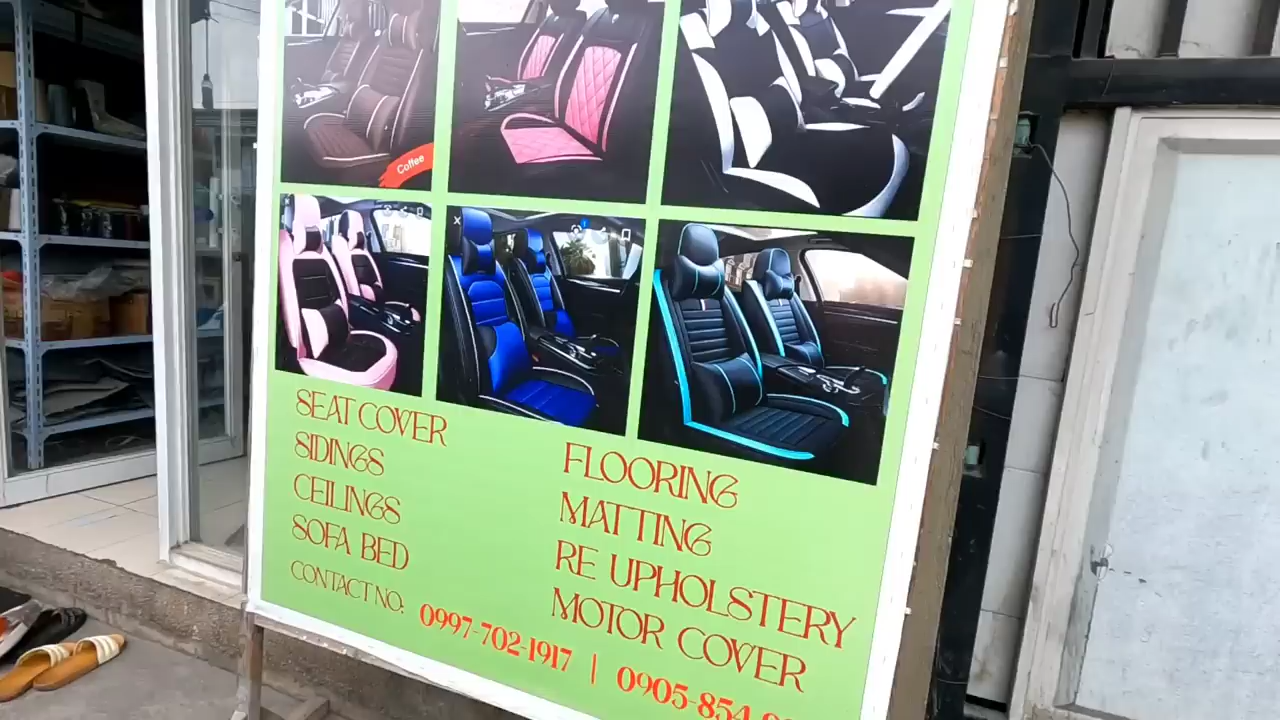 Coffee
SEAT COVER
SIDINGS
CEILINGS
SOFA BED
FLOORING
MATTING
RE UPHOLSTERY
MOTOR COVER
CONTACT NO: 0997-702-1917 | 0905-854